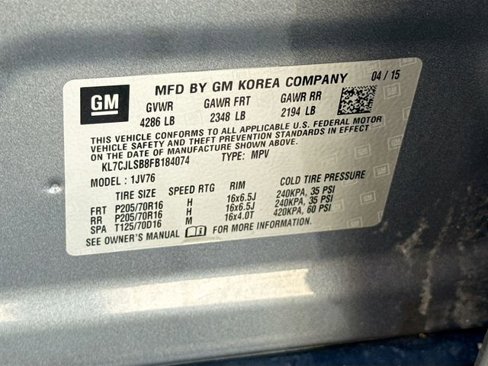 GM
MFD BY GM KOREA COMPANY 04 / 15
GVWR GAWR FRT GAWR RR
4286 LB 2348 LB 2194 LB
THIS VEHICLE CONFORMS TO ALL APPLICABLE U.S. FEDERAL MOTOR
VEHICLE SAFETY AND THEFT PREVENTION STANDARDS IN EFFECT
ON THE DATE OF MANUFACTURE SHOWN ABOVE.
KL7CJLSB8FB184074 TYPE: MPV
MODEL : 1JV76
TIRE SIZE SPEED RTG RIM COLD TIRE PRESSURE
FRT P205/70R16 H 16x6.5J 240KPA, 35 PSI
RR P205/70R16 H 16x6.5J 240KPA, 35 PSI
SPA T125/70D16 M 16x4.0T 420KPA, 60 PSI
SEE OWNER'S MANUAL FOR MORE INFORMATION